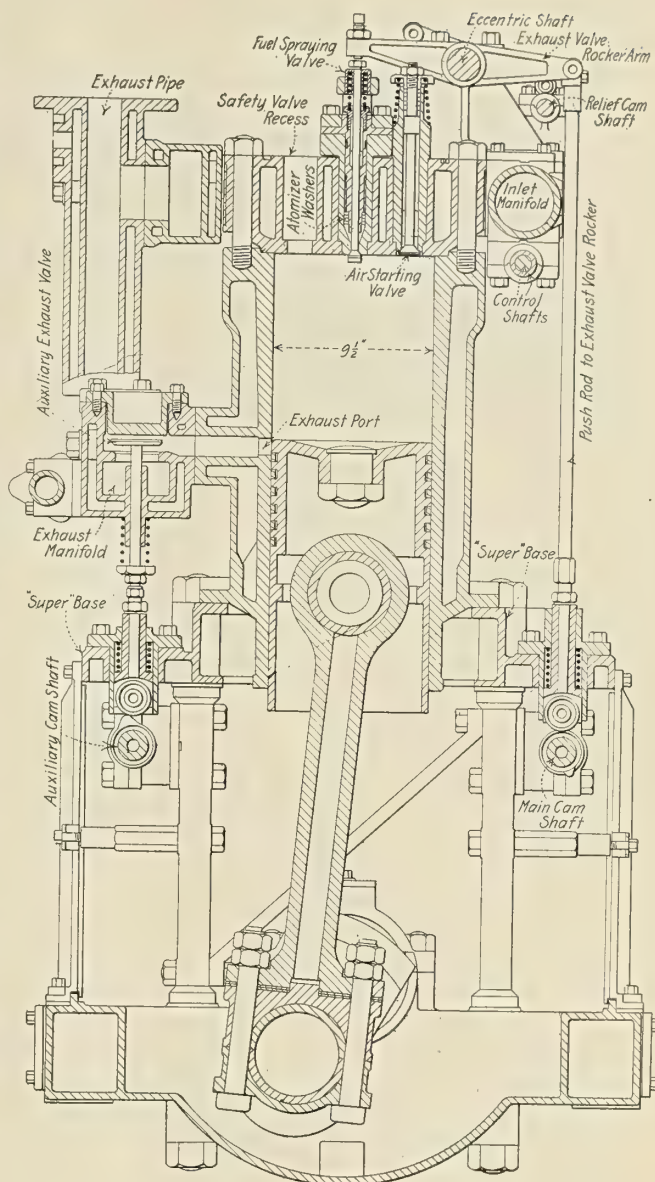 Eccentric Shaft
Exhaust Valve
Rocker Arm
Fuel Spraying
Valve
Exhaust Pipe
Safety Valve
Recess
Relief Cam
Shaft
Atomizer
Washers
Inlet
Manifold
Air Starting
Valve
Control
Shafts
9½"
Auxiliary Exhaust Valve
Push Rod to Exhaust Valve Rocker
Exhaust Port
Exhaust
Manifold
"Super" Base
"Super" Base
Auxiliary Cam Shaft
Main Cam
Shaft